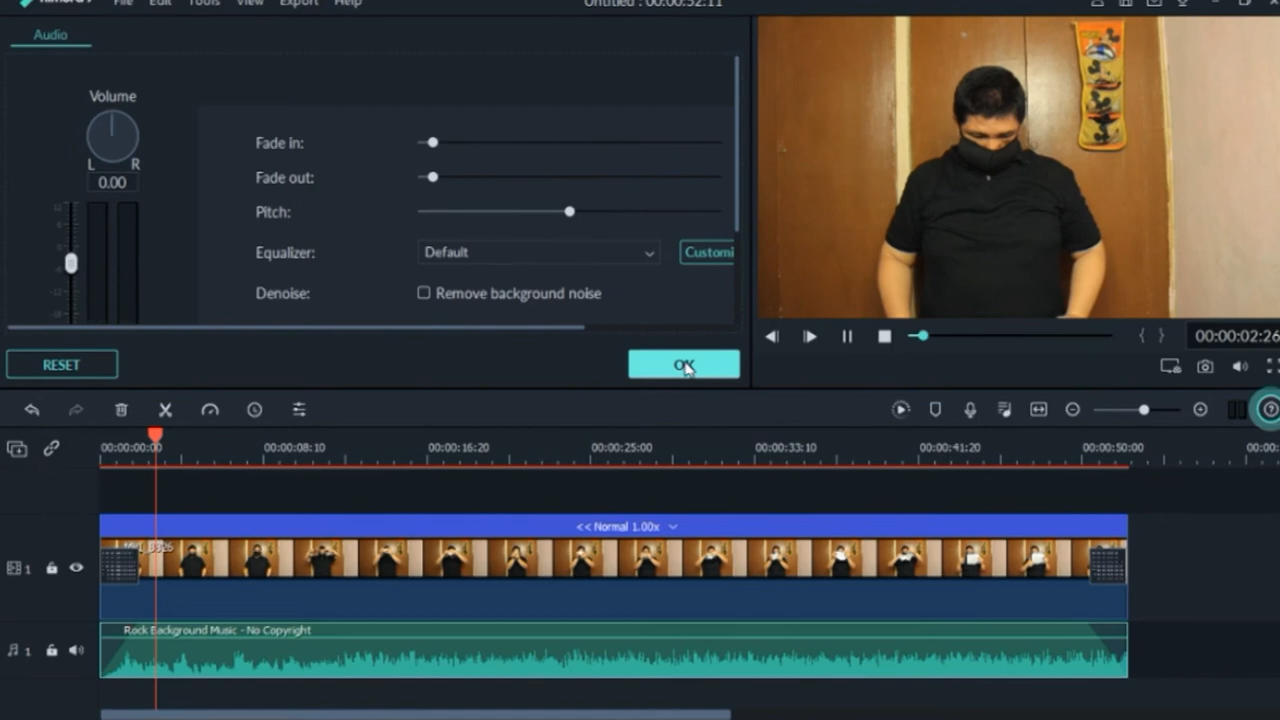 File Edit Tools View Export Help
Untitled : 00:00:52:11
Audio
Volume
L R
0.00
Fade in:
Fade out:
Pitch:
Equalizer: Default Customi
Denoise: Remove background noise
RESET OK
00:00:02:26
00:00:00:00 00:00:08:10 00:00:16:20 00:00:25:00 00:00:33:10 00:00:41:20 00:00:50:00 00:00:
<< Normal 1.00x
1
Rock Background Music - No Copyright
1